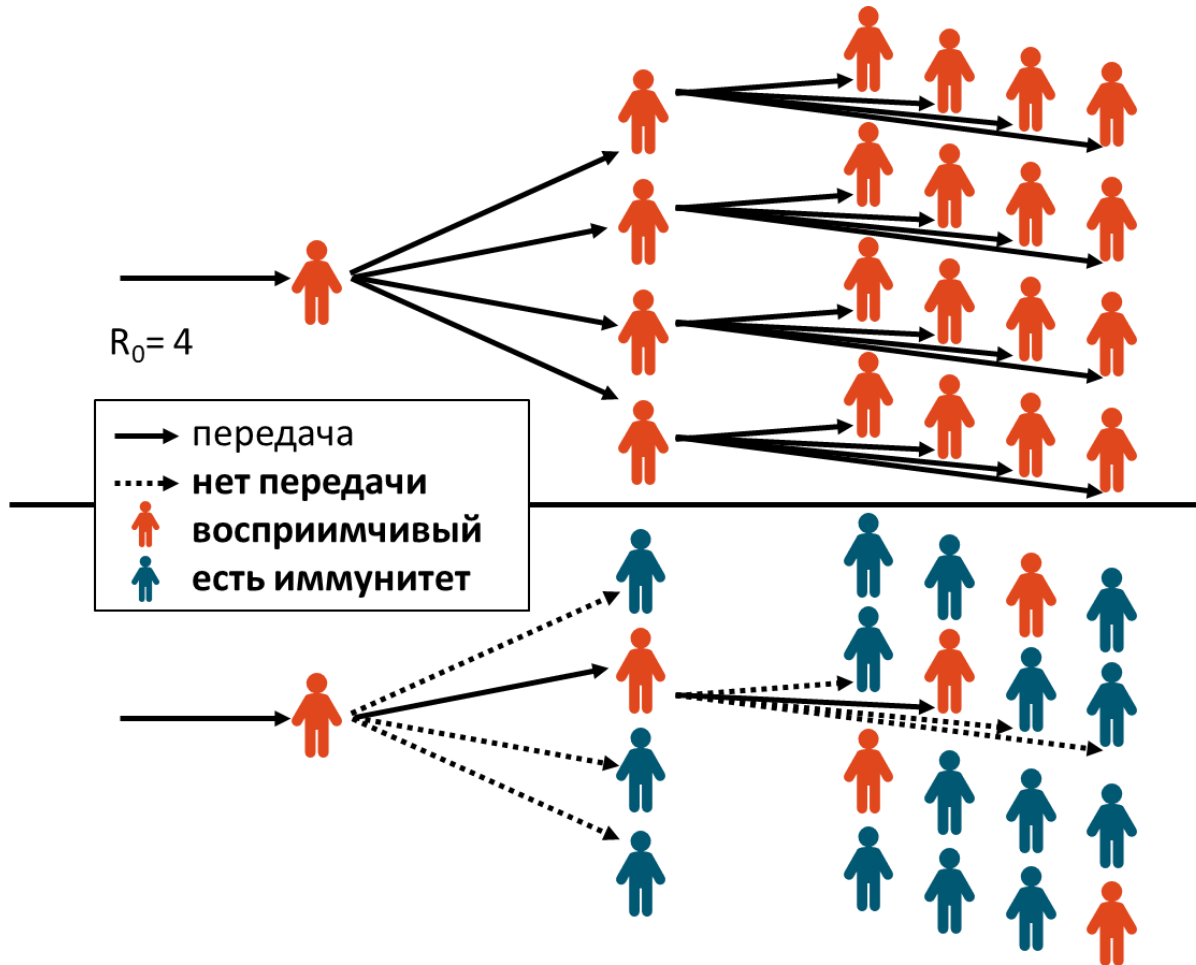 R₀= 4
передача
нет передачи
восприимчивый
есть иммунитет